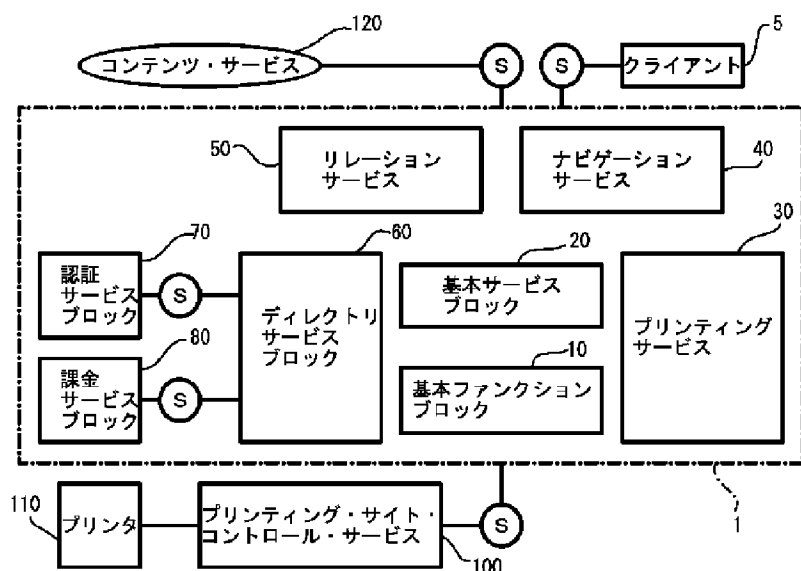 120
5
コンテンツ・サービス
S
S
クライアント
50
リレーション
サービス
ナビゲーション
サービス
40
70
60
20
30
認証
サービス
ブロック
S
ディレクトリ
サービス
ブロック
基本サービス
ブロック
プリンティング
サービス
80
10
課金
サービス
ブロック
S
基本ファンクション
ブロック
110
プリンタ
プリンティング・サイト・
コントロール・サービス
S
100
1